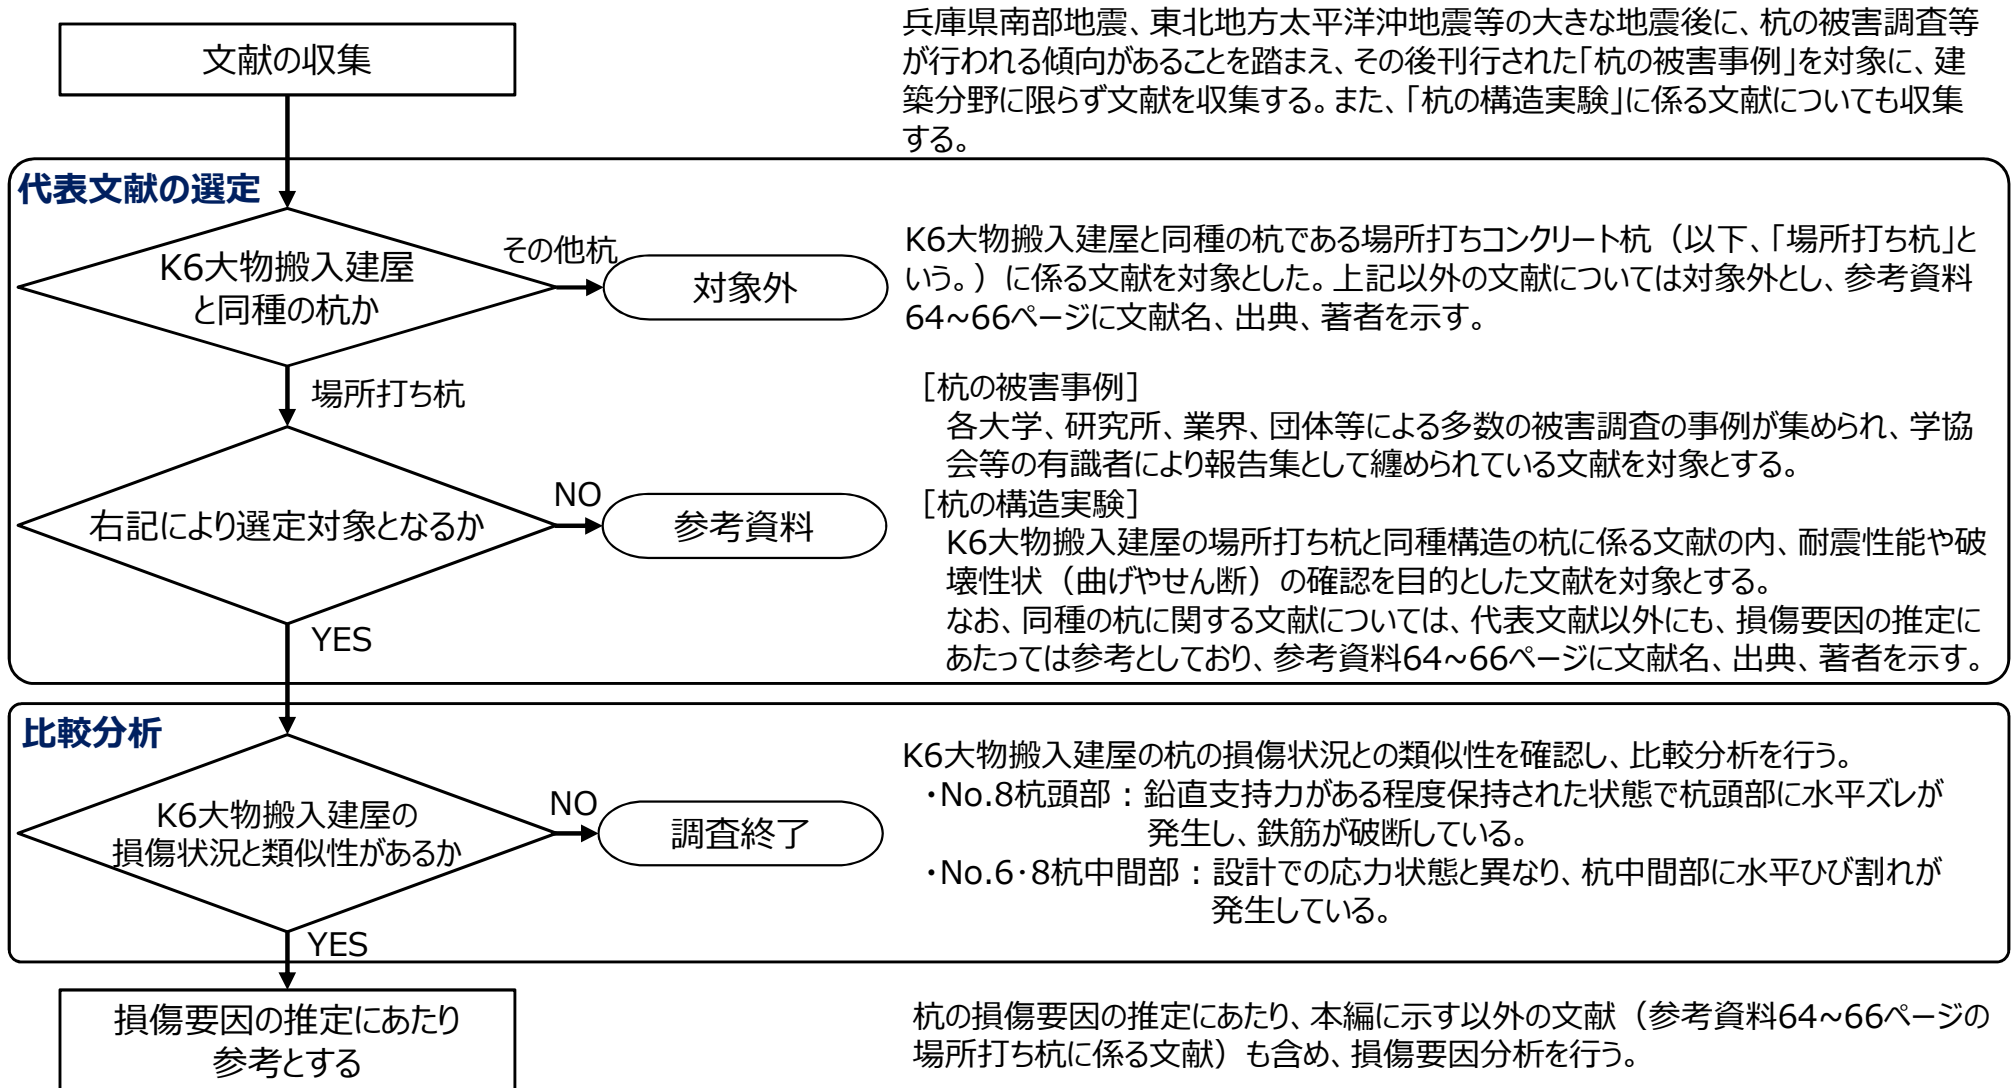 文献の収集
兵庫県南部地震、東北地方太平洋沖地震等の大きな地震後に、杭の被害調査等
が行われる傾向があることを踏まえ、その後刊行された「杭の被害事例」を対象に、建
築分野に限らず文献を収集する。また、「杭の構造実験」に係る文献についても収集
する。
代表文献の選定
K6大物搬入建屋
と同種の杭か
その他杭
対象外
K6大物搬入建屋と同種の杭である場所打ちコンクリート杭（以下、「場所打ち杭」と
いう。）に係る文献を対象とした。上記以外の文献については対象外とし、参考資料
64~66ページに文献名、出典、著者を示す。
場所打ち杭
右記により選定対象となるか
NO
参考資料
［杭の被害事例］
各大学、研究所、業界、団体等による多数の被害調査の事例が集められ、学協
会等の有識者により報告集として纏められている文献を対象とする。
［杭の構造実験］
K6大物搬入建屋の場所打ち杭と同種構造の杭に係る文献の内、耐震性能や破
壊性状（曲げやせん断）の確認を目的とした文献を対象とする。
なお、同種の杭に関する文献については、代表文献以外にも、損傷要因の推定に
あたっては参考としており、参考資料64~66ページに文献名、出典、著者を示す。
YES
比較分析
K6大物搬入建屋の
損傷状況と類似性があるか
NO
調査終了
K6大物搬入建屋の杭の損傷状況との類似性を確認し、比較分析を行う。
・No.8杭頭部：鉛直支持力がある程度保持された状態で杭頭部に水平ズレが
発生し、鉄筋が破断している。
・No.6･8杭中間部：設計での応力状態と異なり、杭中間部に水平ひび割れが
発生している。
YES
損傷要因の推定にあたり
参考とする
杭の損傷要因の推定にあたり、本編に示す以外の文献（参考資料64~66ページの
場所打ち杭に係る文献）も含め、損傷要因分析を行う。